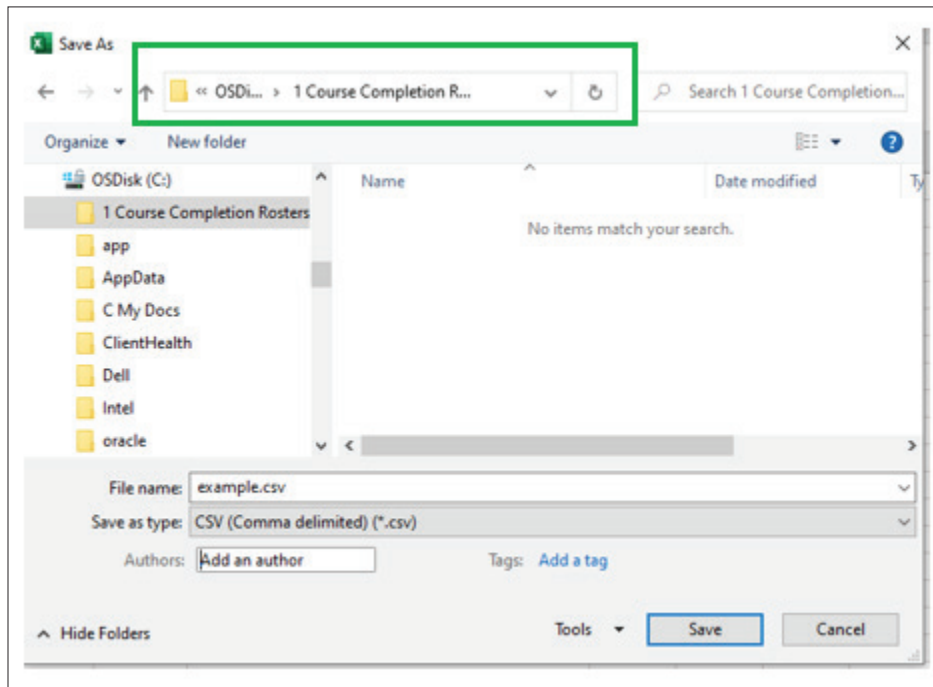 Save As
« OSDi... › 1 Course Completion R...
Search 1 Course Completion...
Organize
New folder
OSDisk (C:)
Name
Date modified
Ty
1 Course Completion Rosters
No items match your search.
app
AppData
C My Docs
ClientHealth
Dell
Intel
oracle
File name: example.csv
Save as type: CSV (Comma delimited) (*.csv)
Authors: Add an author
Tags: Add a tag
Hide Folders
Tools
Save
Cancel